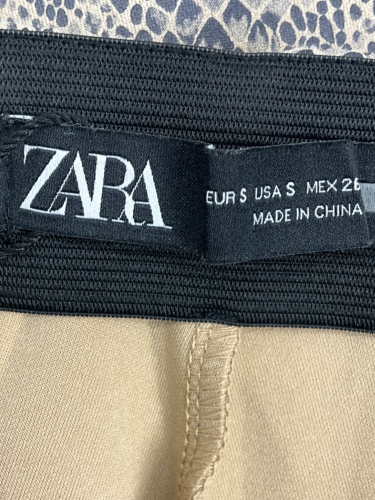 ZARA
EUR S USA S MEX 26
MADE IN CHINA